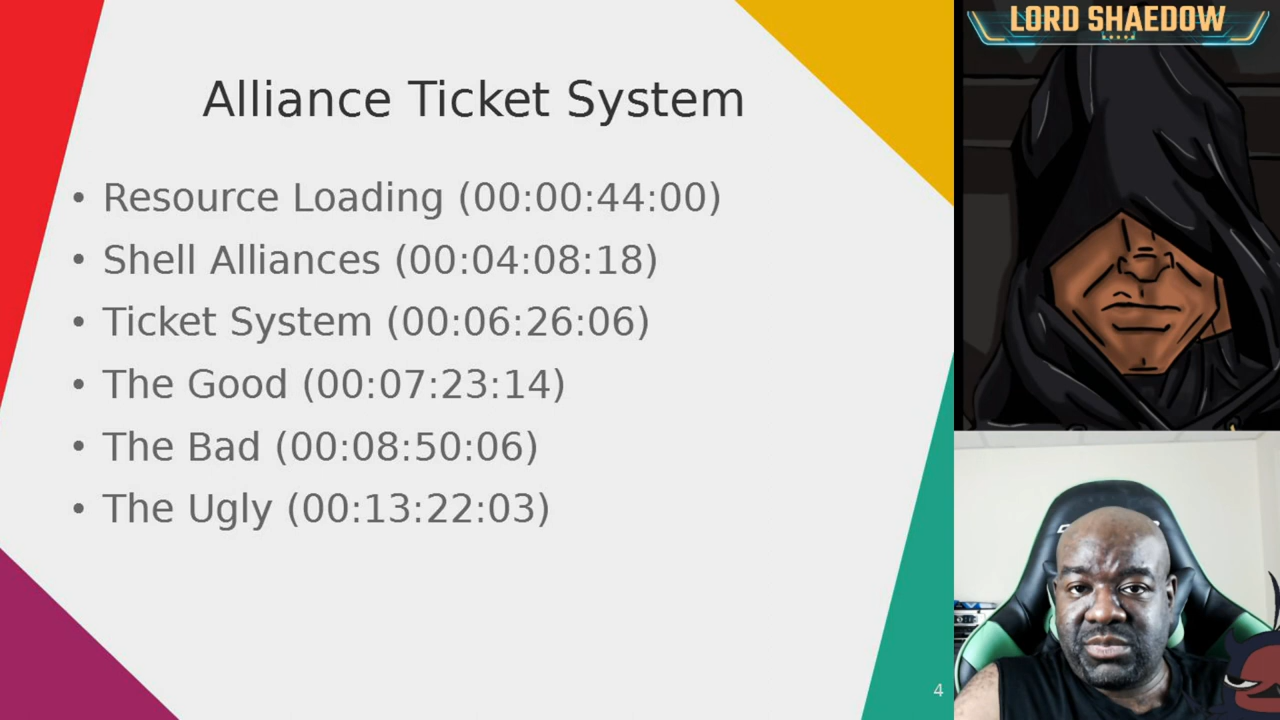 LORD SHAEDOW
Alliance Ticket System
• Resource Loading (00:00:44:00)
• Shell Alliances (00:04:08:18)
• Ticket System (00:06:26:06)
• The Good (00:07:23:14)
• The Bad (00:08:50:06)
• The Ugly (00:13:22:03)
4